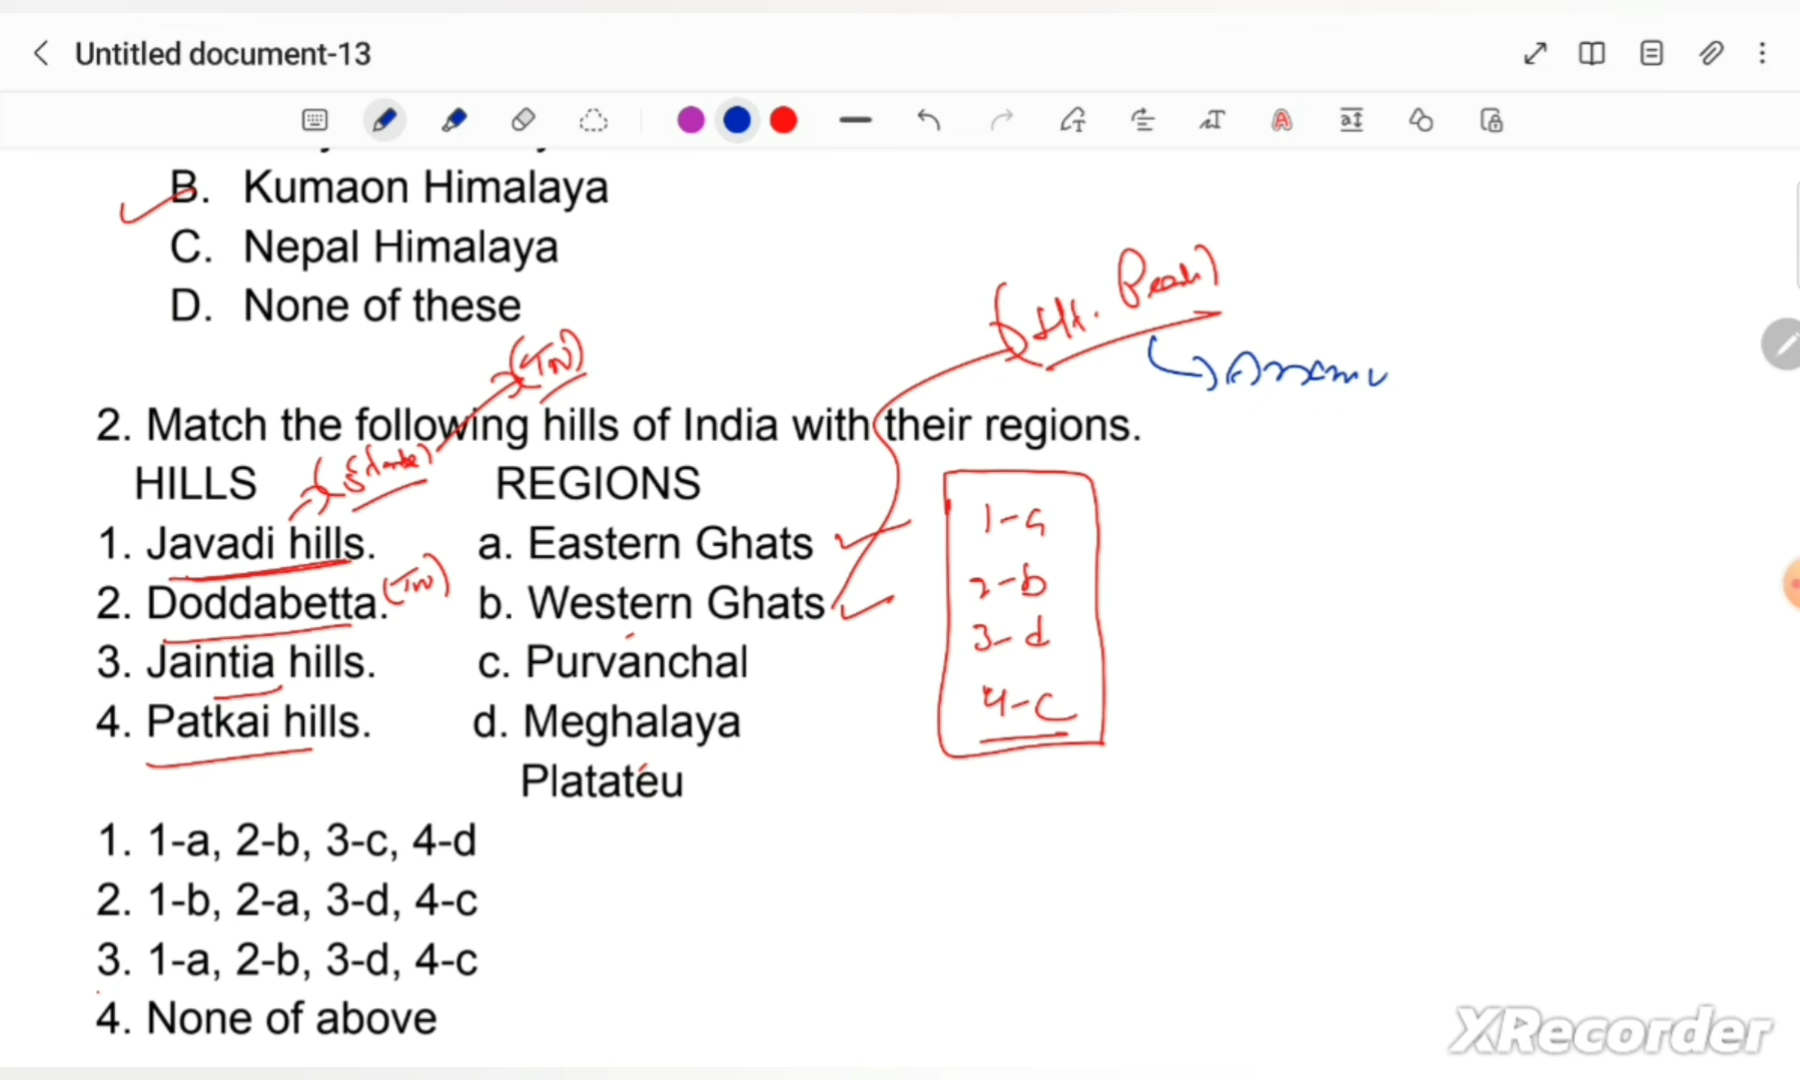 Untitled document-13
B. Kumaon Himalaya
C. Nepal Himalaya
D. None of these
(Ht. Peak)
(TN)
2. Match the following hills of India with their regions.
HILLS
REGIONS
1. Javadi hills.
a. Eastern Ghats
1-a
2. Doddabetta.
(TN)
b. Western Ghats
2-b
3. Jaintia hills.
c. Purvanchal
3-d
4. Patkai hills.
d. Meghalaya
4-c
Platateu
1. 1-a, 2-b, 3-c, 4-d
2. 1-b, 2-a, 3-d, 4-c
3. 1-a, 2-b, 3-d, 4-c
4. None of above
XRecorder